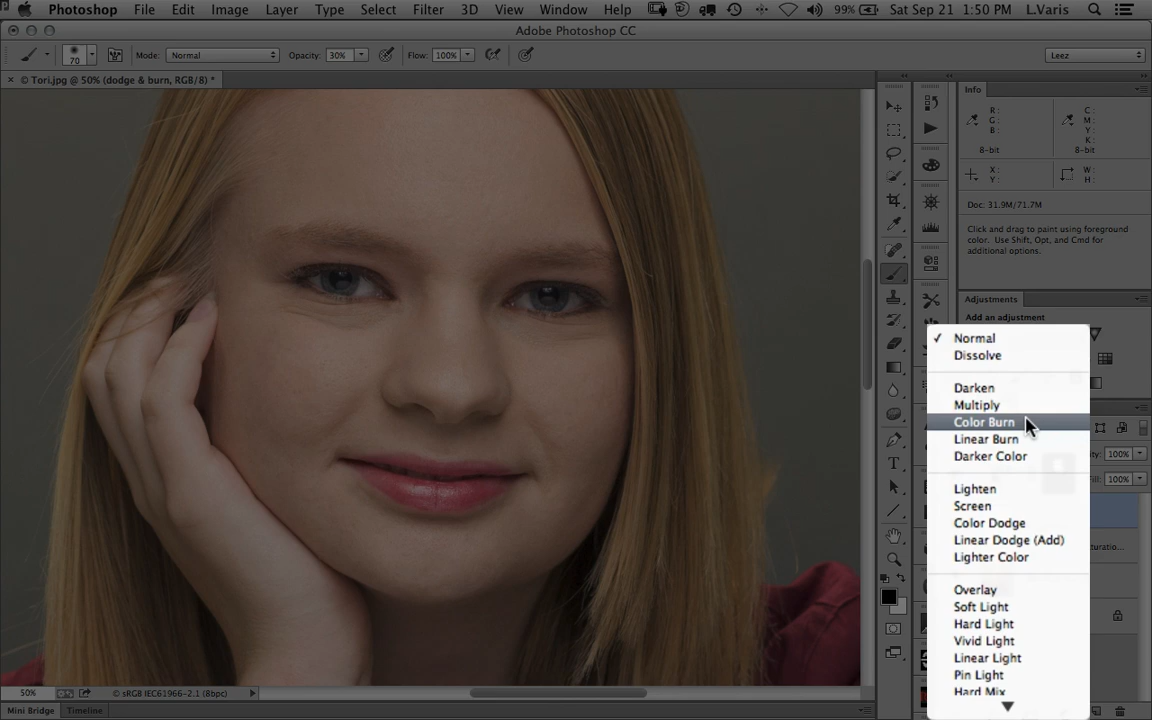 Photoshop File Edit Image Layer Type Select Filter 3D View Window Help 99% Sat Sep 21 1:50 PM L.Varis
Adobe Photoshop CC
70 Mode: Normal Opacity: 30% Flow: 100% Leez
× © Tori.jpg @ 50% (dodge & burn, RGB/8) *
Info
R: C:
G: M:
B: Y:
K:
8-bit 8-bit
X: W:
Y: H:
Doc: 31.9M/71.7M
Click and drag to paint using foreground
color. Use Shift, Opt, and Cmd for
additional options.
Adjustments
Add an adjustment
✓ Normal
Dissolve
Darken
Multiply
Color Burn
Linear Burn
Darker Color
100%
Fill: 100%
Lighten
Screen
Color Dodge
Linear Dodge (Add)
Lighter Color
Overlay
Soft Light
Hard Light
Vivid Light
Linear Light
Pin Light
Hard Mix
50% © sRGB IEC61966-2.1 (8bpc)
Mini Bridge Timeline